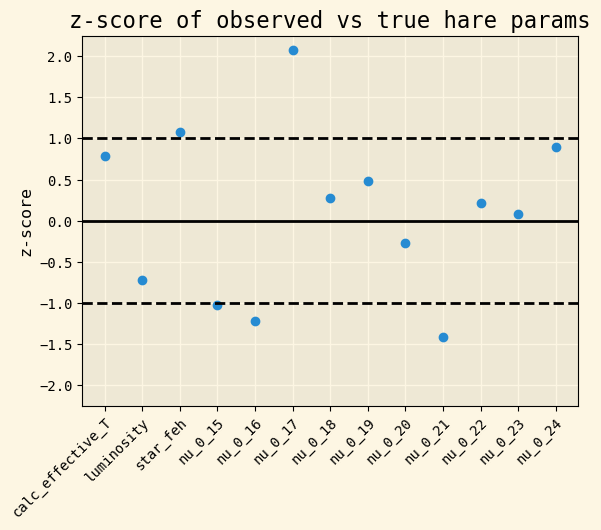 z-score of observed vs true hare params
z-score
2.0
1.5
1.0
0.5
0.0
−0.5
−1.0
−1.5
−2.0
calc_effective_T
luminosity
star_feh
nu_0_15
nu_0_16
nu_0_17
nu_0_18
nu_0_19
nu_0_20
nu_0_21
nu_0_22
nu_0_23
nu_0_24